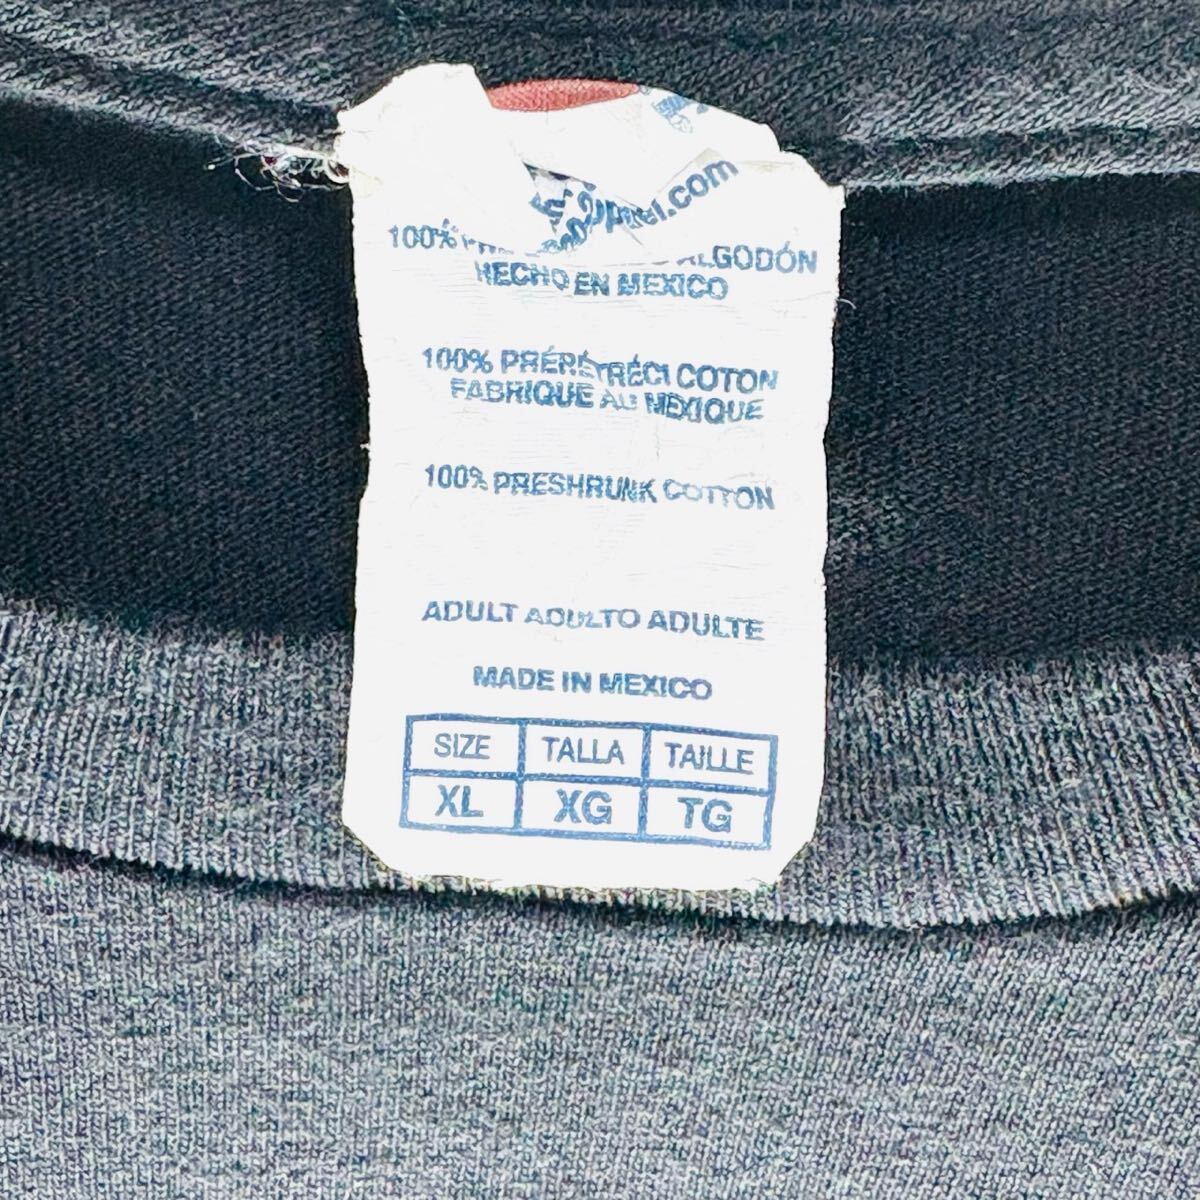 .com
100% ALGODÓN
HECHO EN MEXICO
100% PRÉRÉTRÉCI COTON
FABRIQUE AU MEXIQUE
100% PRESHRUNK COTTON
ADULT ADULTO ADULTE
MADE IN MEXICO
SIZE TALLA TAILLE
XL XG TG